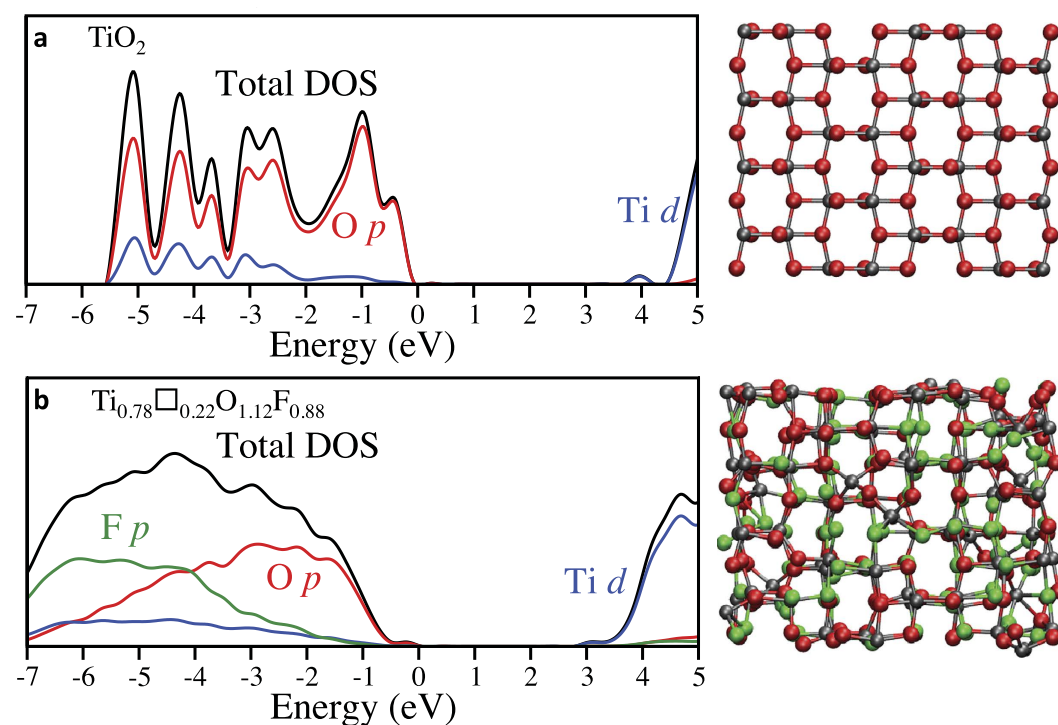 a
TiO₂
Total DOS
O p
Ti d
-7 -6 -5 -4 -3 -2 -1 0 1 2 3 4 5
Energy (eV)
b
Ti₀.₇₈□₀.₂₂O₁.₁₂F₀.₈₈
Total DOS
F p
O p
Ti d
-7 -6 -5 -4 -3 -2 -1 0 1 2 3 4 5
Energy (eV)